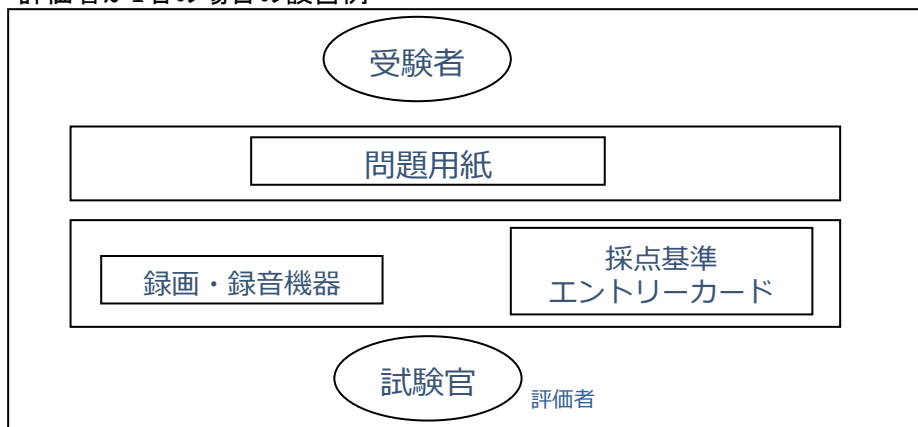 受験者
問題用紙
録画・録音機器
採点基準
エントリーカード
試験官
評価者